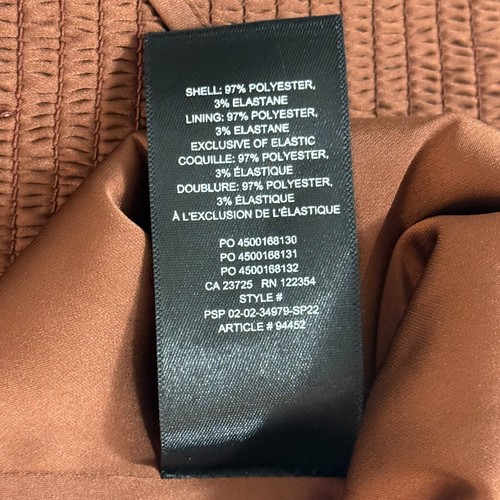 SHELL: 97% POLYESTER,
3% ELASTANE
LINING: 97% POLYESTER,
3% ELASTANE
EXCLUSIVE OF ELASTIC
COQUILLE: 97% POLYESTER,
3% ÉLASTIQUE
DOUBLURE: 97% POLYESTER,
3% ÉLASTIQUE
À L'EXCLUSION DE L'ÉLASTIQUE
PO 4500168130
PO 4500168131
PO 4500168132
CA 23725 RN 122354
STYLE #
PSP 02-02-34979-SP22
ARTICLE # 94452